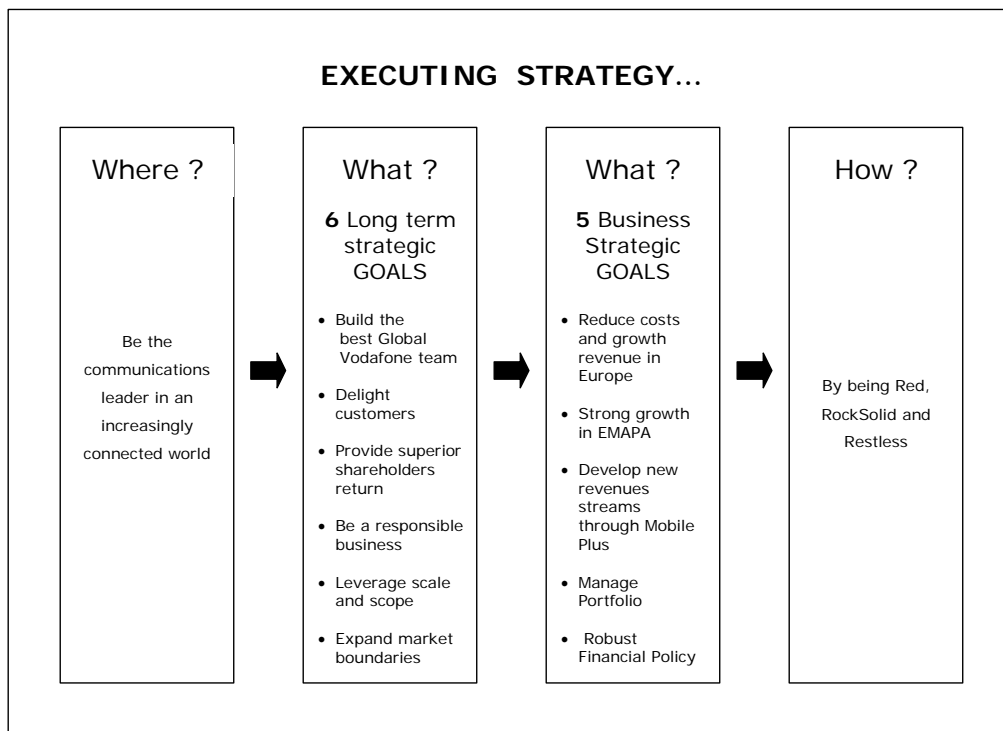 EXECUTING STRATEGY...
Where ?
Be the
communications
leader in an
increasingly
connected world
What ?
6 Long term
strategic
GOALS
• Build the
best Global
Vodafone team
• Delight
customers
• Provide superior
shareholders
return
• Be a responsible
business
• Leverage scale
and scope
• Expand market
boundaries
What ?
5 Business
Strategic
GOALS
• Reduce costs
and growth
revenue in
Europe
• Strong growth
in EMAPA
• Develop new
revenues
streams
through Mobile
Plus
• Manage
Portfolio
• Robust
Financial Policy
How ?
By being Red,
RockSolid and
Restless